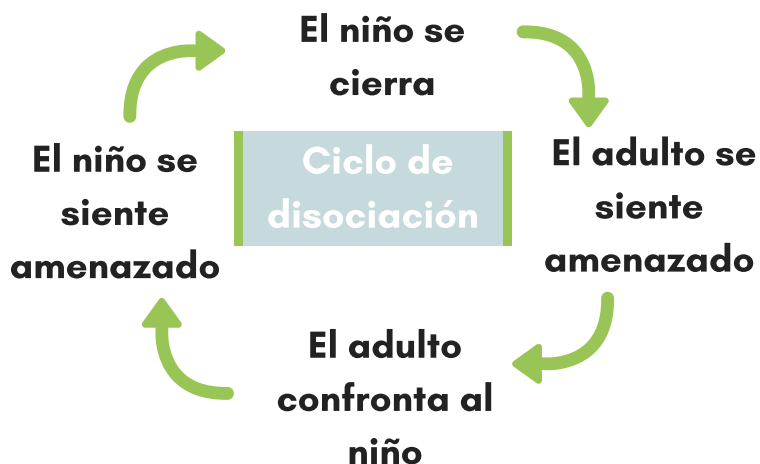 El niño se
cierra
El adulto se
siente
amenazado
El adulto
confronta al
niño
El niño se
siente
amenazado
Ciclo de
disociación